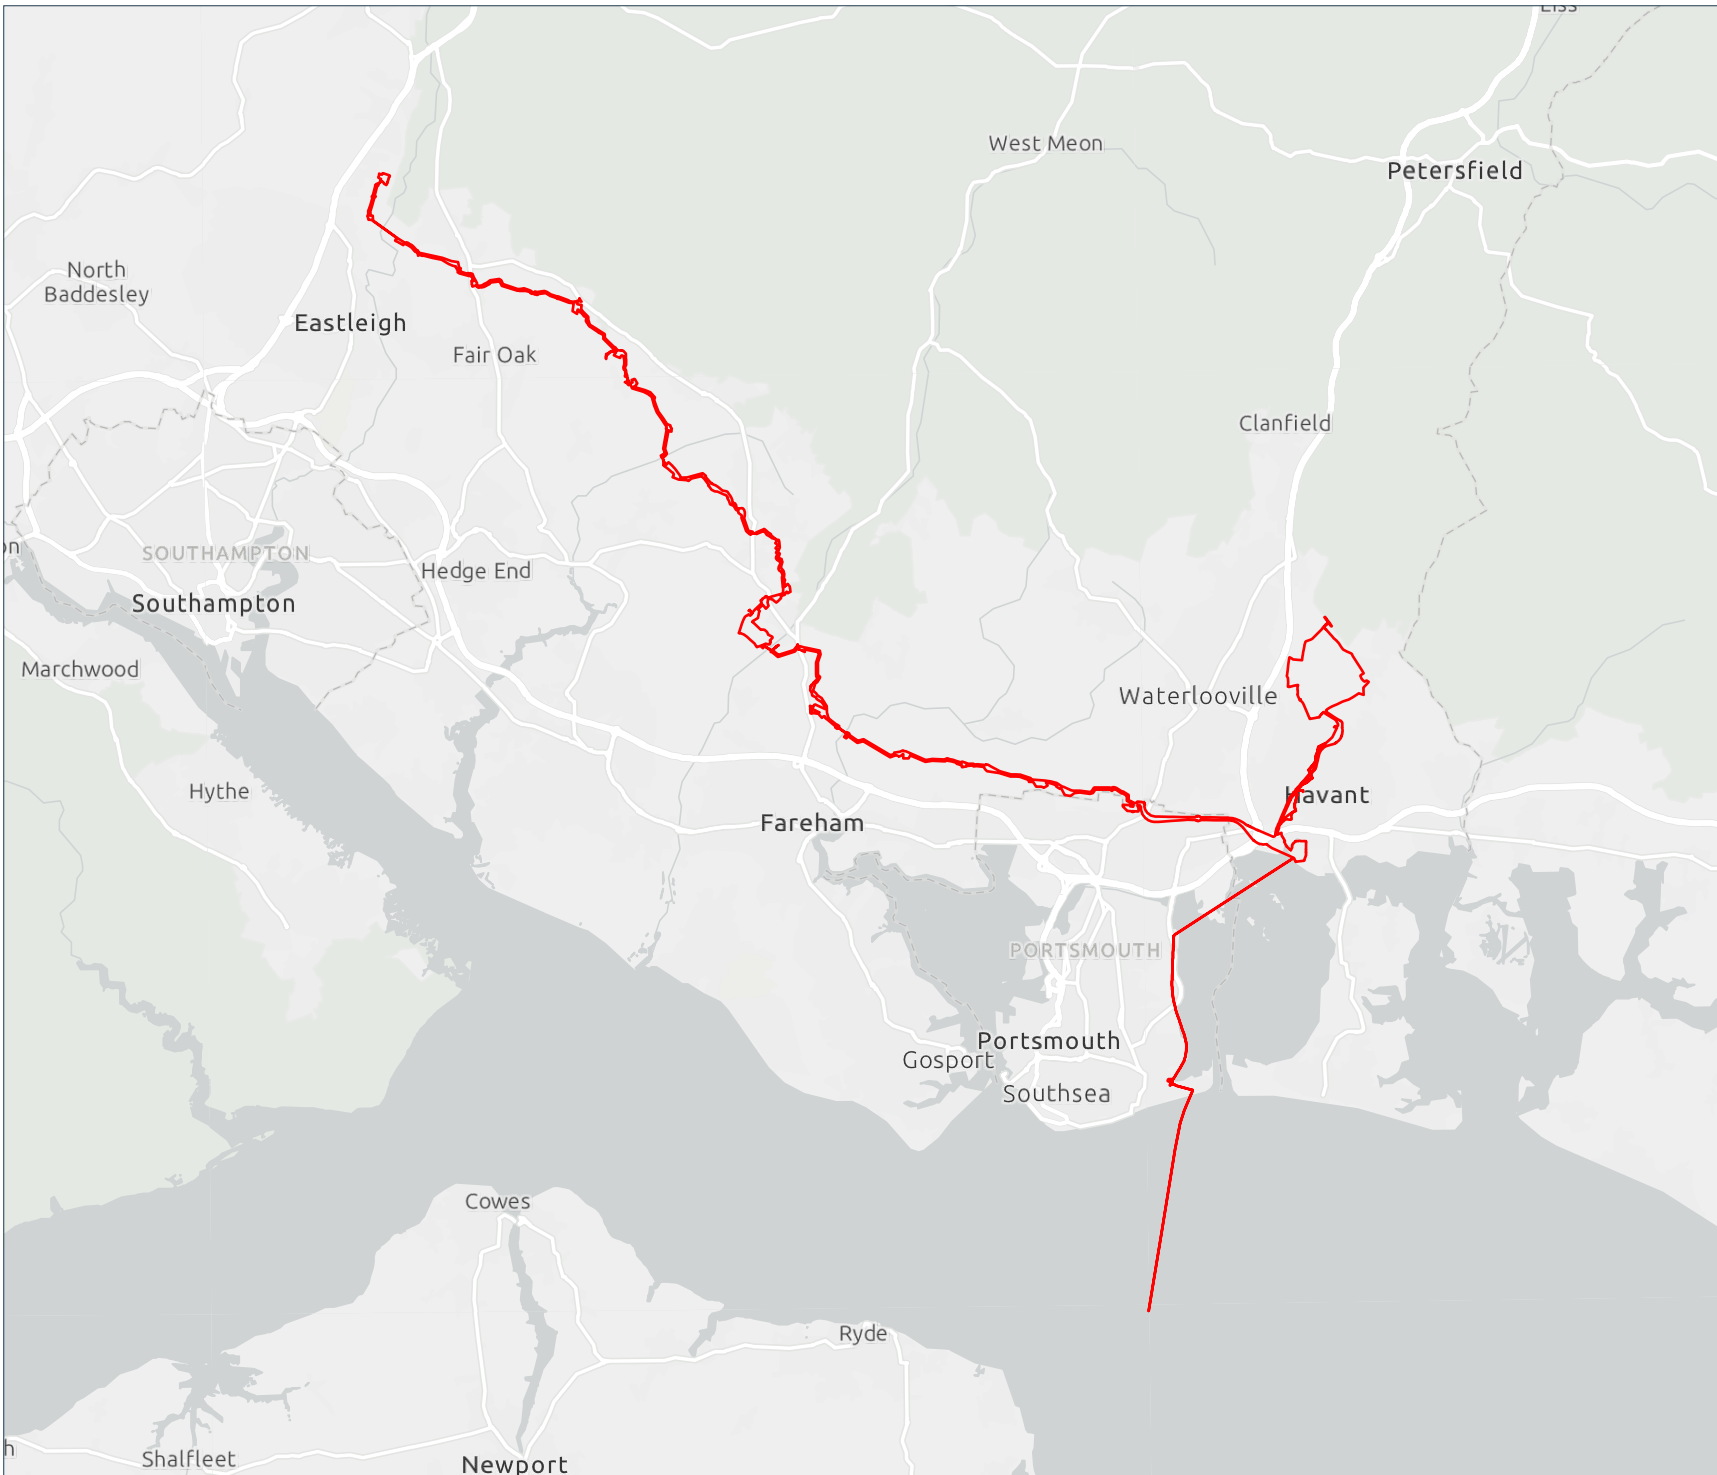 West Meon
Petersfield
North
Baddesley
Eastleigh
Fair Oak
Clanfield
SOUTHAMPTON
Hedge End
Southampton
Marchwood
Waterlooville
Hythe
Havant
Fareham
PORTSMOUTH
Portsmouth
Gosport
Southsea
Cowes
Ryde
Shalfleet
Newport